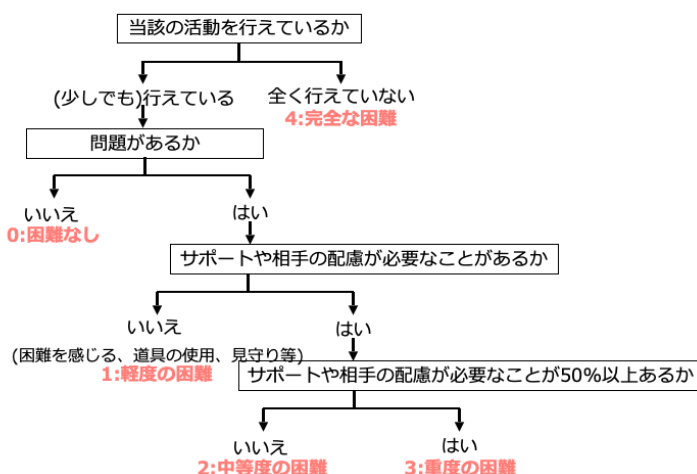 当該の活動を行えているか
(少しでも)行えている
全く行えていない
4:完全な困難
問題があるか
いいえ
0:困難なし
はい
サポートや相手の配慮が必要なことがあるか
いいえ
(困難を感じる、道具の使用、見守り等)
1:軽度の困難
はい
サポートや相手の配慮が必要なことが50%以上あるか
いいえ
2:中等度の困難
はい
3:重度の困難